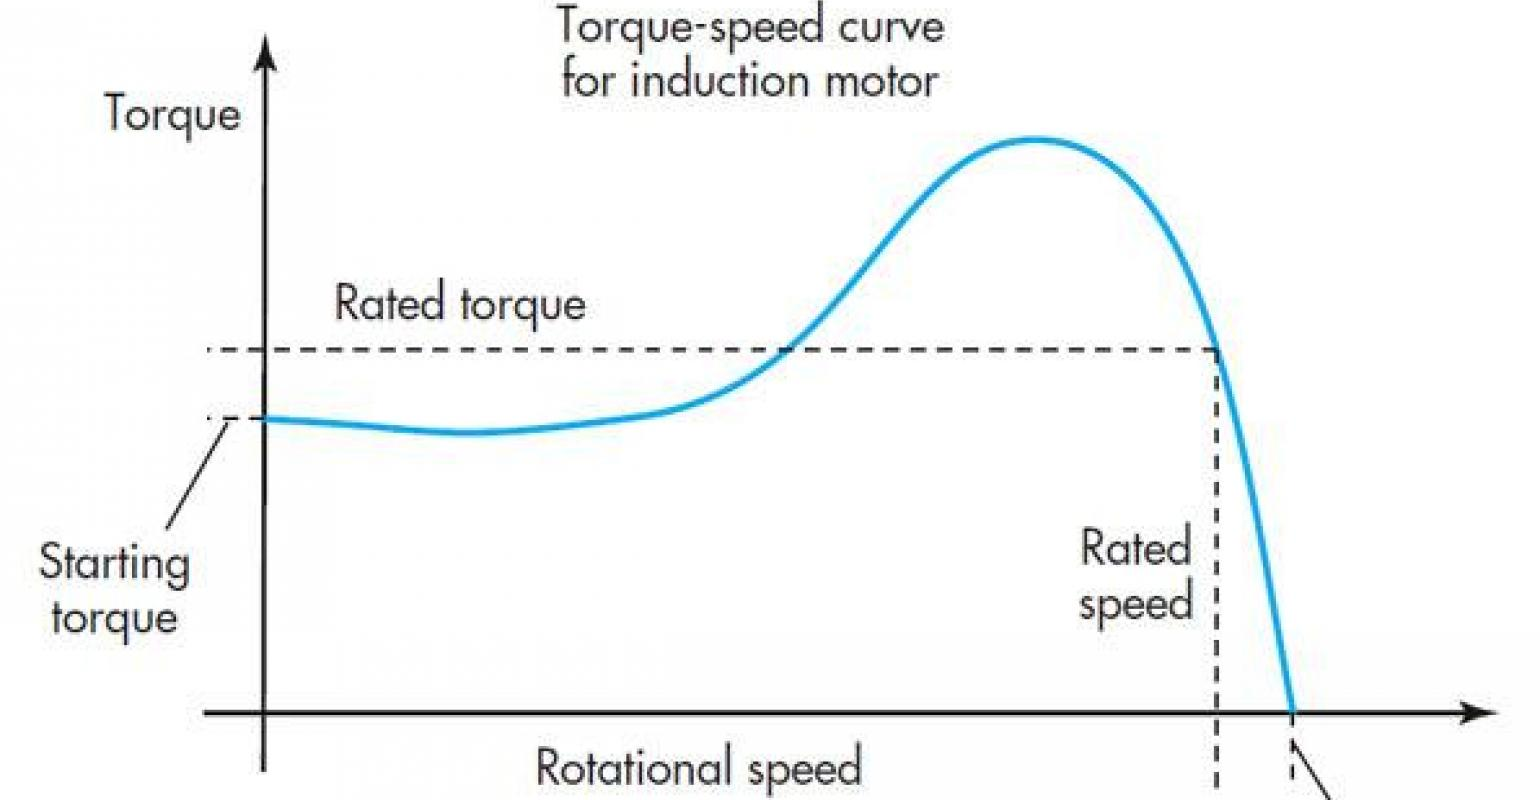 Torque-speed curve
for induction motor
Torque
Rated torque
Starting
torque
Rated
speed
Rotational speed